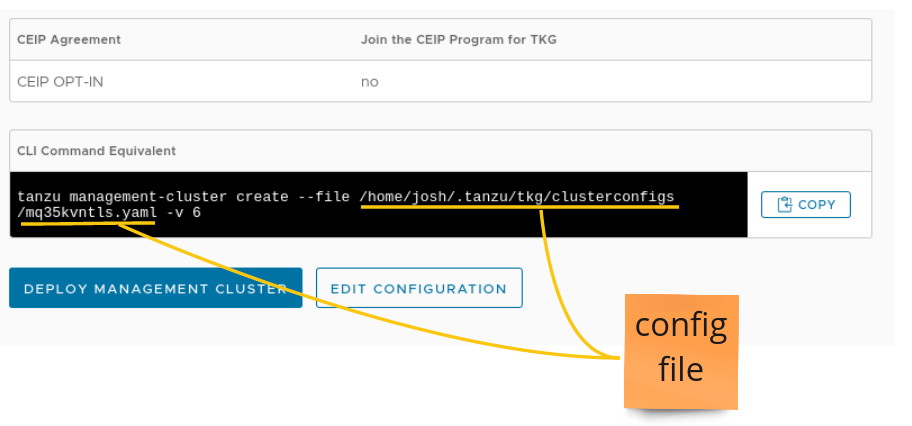 CEIP Agreement Join the CEIP Program for TKG
CEIP OPT-IN no
CLI Command Equivalent
tanzu management-cluster create --file /home/josh/.tanzu/tkg/clusterconfigs
/mq35kvntls.yaml -v 6
COPY
DEPLOY MANAGEMENT CLUSTER EDIT CONFIGURATION
config
file